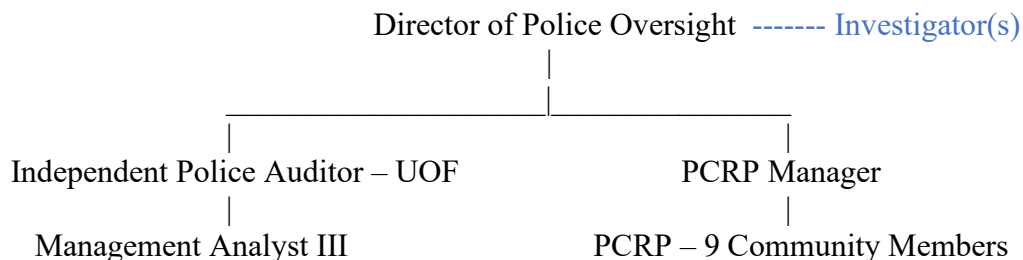 Director of Police Oversight ------- Investigator(s)
Independent Police Auditor – UOF PCRP Manager
Management Analyst III PCRP – 9 Community Members